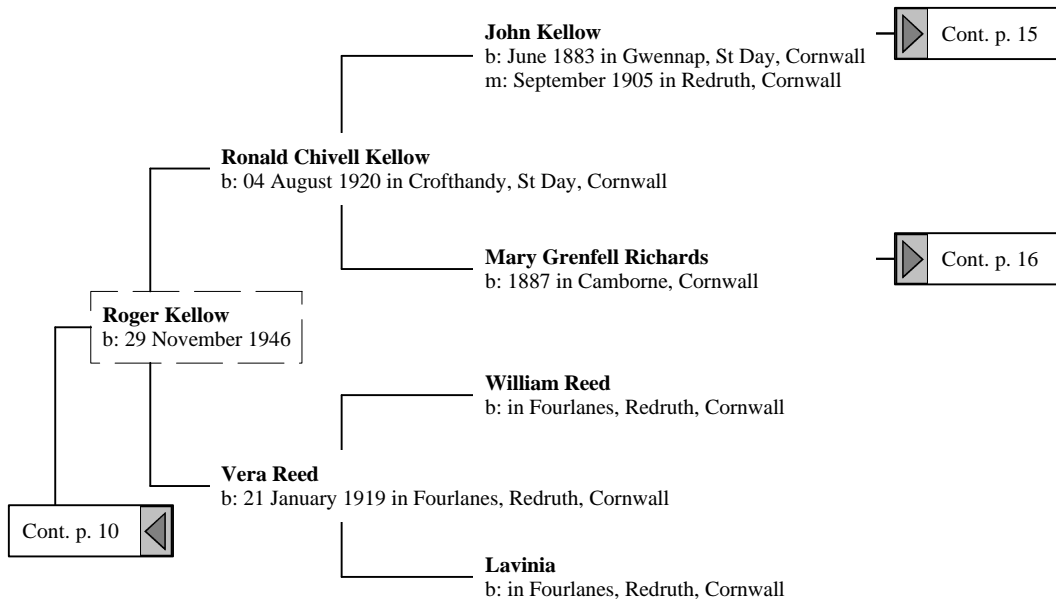 John Kellow
b: June 1883 in Gwennap, St Day, Cornwall
m: September 1905 in Redruth, Cornwall
Cont. p. 15
Ronald Chivell Kellow
b: 04 August 1920 in Crofthandy, St Day, Cornwall
Mary Grenfell Richards
b: 1887 in Camborne, Cornwall
Cont. p. 16
Roger Kellow
b: 29 November 1946
William Reed
b: in Fourlanes, Redruth, Cornwall
Vera Reed
b: 21 January 1919 in Fourlanes, Redruth, Cornwall
Cont. p. 10
Lavinia
b: in Fourlanes, Redruth, Cornwall